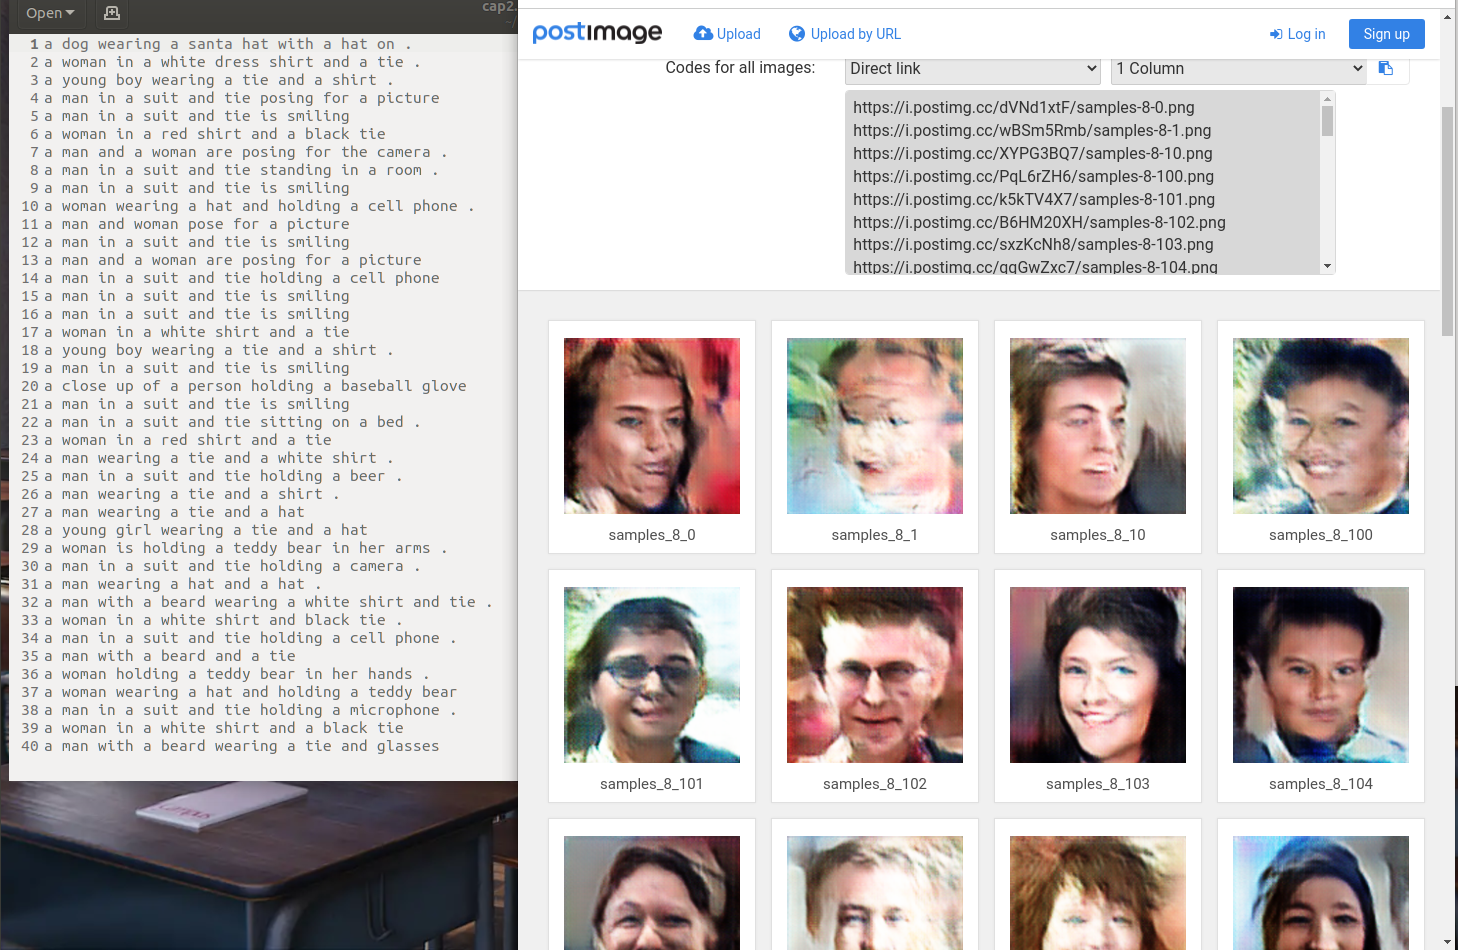 Open
cap2.
1 a dog wearing a santa hat with a hat on .
2 a woman in a white dress shirt and a tie .
3 a young boy wearing a tie and a shirt .
4 a man in a suit and tie posing for a picture
5 a man in a suit and tie is smiling
6 a woman in a red shirt and a black tie
7 a man and a woman are posing for the camera .
8 a man in a suit and tie standing in a room .
9 a man in a suit and tie is smiling
10 a woman wearing a hat and holding a cell phone .
11 a man and woman pose for a picture
12 a man in a suit and tie is smiling
13 a man and a woman are posing for a picture
14 a man in a suit and tie holding a cell phone
15 a man in a suit and tie is smiling
16 a man in a suit and tie is smiling
17 a woman in a white shirt and a tie
18 a young boy wearing a tie and a shirt .
19 a man in a suit and tie is smiling
20 a close up of a person holding a baseball glove
21 a man in a suit and tie is smiling
22 a man in a suit and tie sitting on a bed .
23 a woman in a red shirt and a tie
24 a man wearing a tie and a white shirt .
25 a man in a suit and tie holding a beer .
26 a man wearing a tie and a shirt .
27 a man wearing a tie and a hat
28 a young girl wearing a tie and a hat
29 a woman is holding a teddy bear in her arms .
30 a man in a suit and tie holding a camera .
31 a man wearing a hat and a hat .
32 a man with a beard wearing a white shirt and tie .
33 a woman in a white shirt and black tie .
34 a man in a suit and tie holding a cell phone .
35 a man with a beard and a tie
36 a woman holding a teddy bear in her hands .
37 a woman wearing a hat and holding a teddy bear
38 a man in a suit and tie holding a microphone .
39 a woman in a white shirt and a black tie
40 a man with a beard wearing a tie and glasses
postimage Upload Upload by URL Log in Sign up
Codes for all images: Direct link 1 Column
https://i.postimg.cc/dVNd1xtF/samples-8-0.png
https://i.postimg.cc/wBSm5Rmb/samples-8-1.png
https://i.postimg.cc/XYPG3BQ7/samples-8-10.png
https://i.postimg.cc/PqL6rZH6/samples-8-100.png
https://i.postimg.cc/k5kTV4X7/samples-8-101.png
https://i.postimg.cc/B6HM20XH/samples-8-102.png
https://i.postimg.cc/sxzKcNh8/samples-8-103.png
samples_8_0 samples_8_1 samples_8_10 samples_8_100
samples_8_101 samples_8_102 samples_8_103 samples_8_104